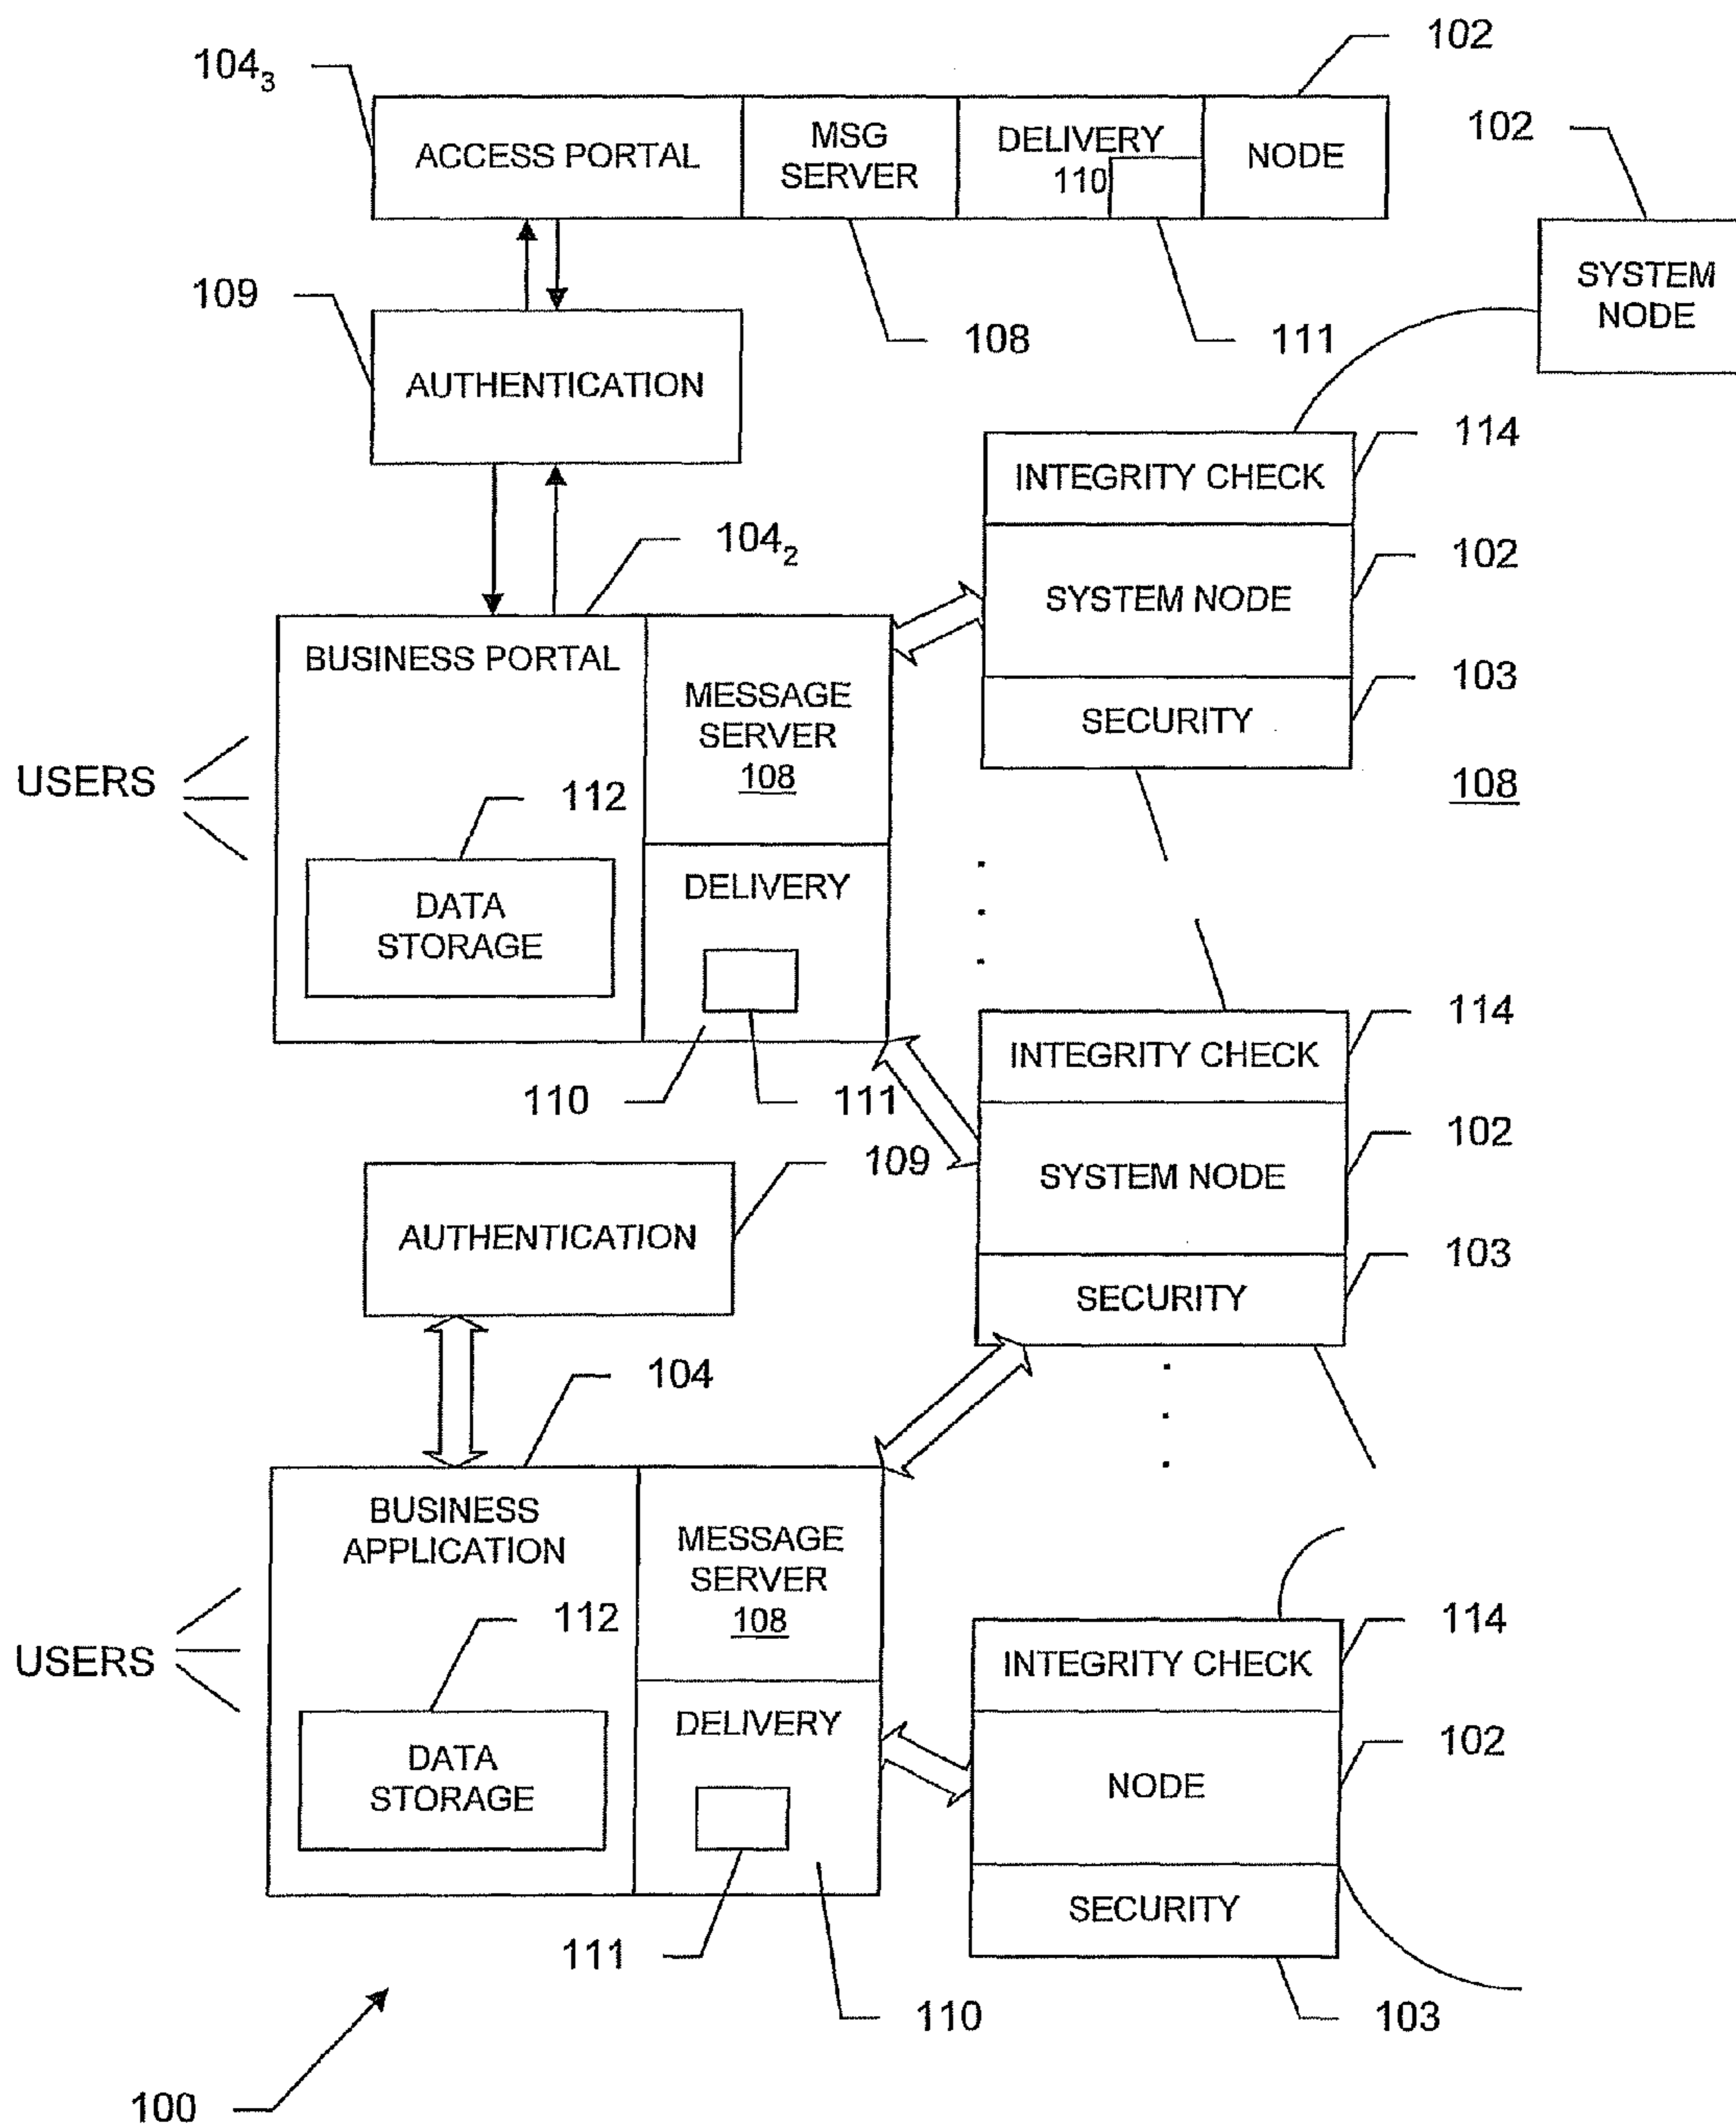 102
104₃
102
ACCESS PORTAL
MSG
SERVER
DELIVERY
110
NODE
SYSTEM
NODE
109
108
111
AUTHENTICATION
114
INTEGRITY CHECK
104₂
102
SYSTEM NODE
BUSINESS PORTAL
103
MESSAGE
SERVER
108
SECURITY
USERS
112
108
DATA
STORAGE
DELIVERY
114
INTEGRITY CHECK
110
111
102
109
SYSTEM NODE
AUTHENTICATION
103
SECURITY
104
BUSINESS
APPLICATION
MESSAGE
SERVER
108
112
114
USERS
INTEGRITY CHECK
DELIVERY
102
DATA
STORAGE
NODE
SECURITY
111
110
103
100